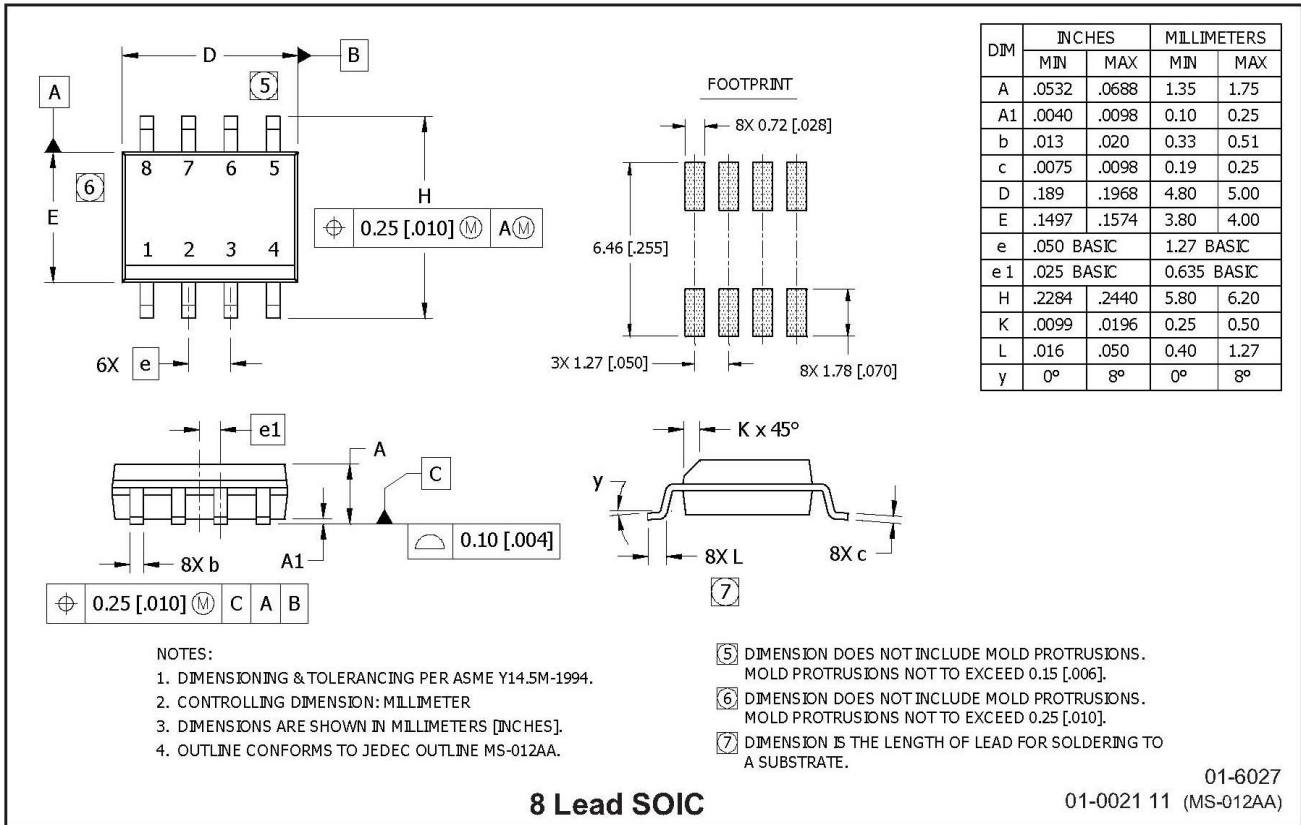 D
B
5
A
8 7 6 5
6
E
H
⌖ 0.25 [.010] Ⓜ AⓂ
1 2 3 4
6X e
FOOTPRINT
8X 0.72 [.028]
6.46 [.255]
3X 1.27 [.050]
8X 1.78 [.070]
DIM INCHES MILLIMETERS
MIN MAX MIN MAX
A .0532 .0688 1.35 1.75
A1 .0040 .0098 0.10 0.25
b .013 .020 0.33 0.51
c .0075 .0098 0.19 0.25
D .189 .1968 4.80 5.00
E .1497 .1574 3.80 4.00
e .050 BASIC 1.27 BASIC
e 1 .025 BASIC 0.635 BASIC
H .2284 .2440 5.80 6.20
K .0099 .0196 0.25 0.50
L .016 .050 0.40 1.27
y 0° 8° 0° 8°
e1
A
C
0.10 [.004]
8X b
A1
⌖ 0.25 [.010] Ⓜ C A B
K x 45°
y
8X L
8X c
7
NOTES:
1. DIMENSIONING & TOLERANCING PER ASME Y14.5M-1994.
2. CONTROLLING DIMENSION: MILLIMETER
3. DIMENSIONS ARE SHOWN IN MILLIMETERS [INCHES].
4. OUTLINE CONFORMS TO JEDEC OUTLINE MS-012AA.
5 DIMENSION DOES NOT INCLUDE MOLD PROTRUSIONS.
MOLD PROTRUSIONS NOT TO EXCEED 0.15 [.006].
6 DIMENSION DOES NOT INCLUDE MOLD PROTRUSIONS.
MOLD PROTRUSIONS NOT TO EXCEED 0.25 [.010].
7 DIMENSION IS THE LENGTH OF LEAD FOR SOLDERING TO
A SUBSTRATE.
8 Lead SOIC
01-6027
01-0021 11 (MS-012AA)